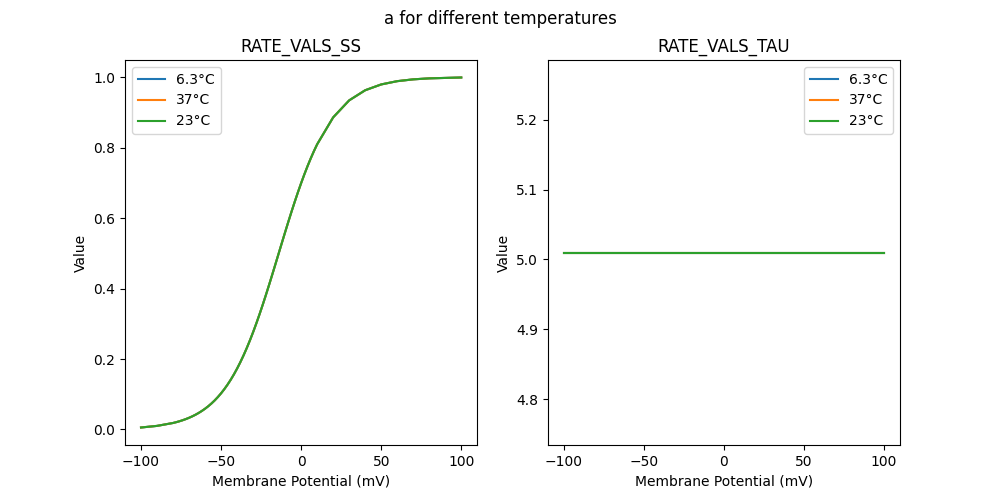 a for different temperatures
RATE_VALS_SS
6.3°C
37°C
23°C
1.0
0.8
0.6
0.4
0.2
0.0
Value
−100
−50
0
50
100
Membrane Potential (mV)
RATE_VALS_TAU
6.3°C
37°C
23°C
5.2
5.1
5.0
4.9
4.8
Value
−100
−50
0
50
100
Membrane Potential (mV)